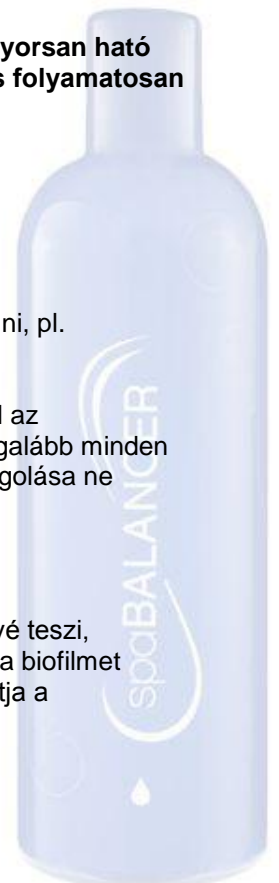 yorsan ható
s folyamatosan
ni, pl.
l az
galább minden
golása ne
vé teszi,
a biofilmet
tja a
spaBALANCER